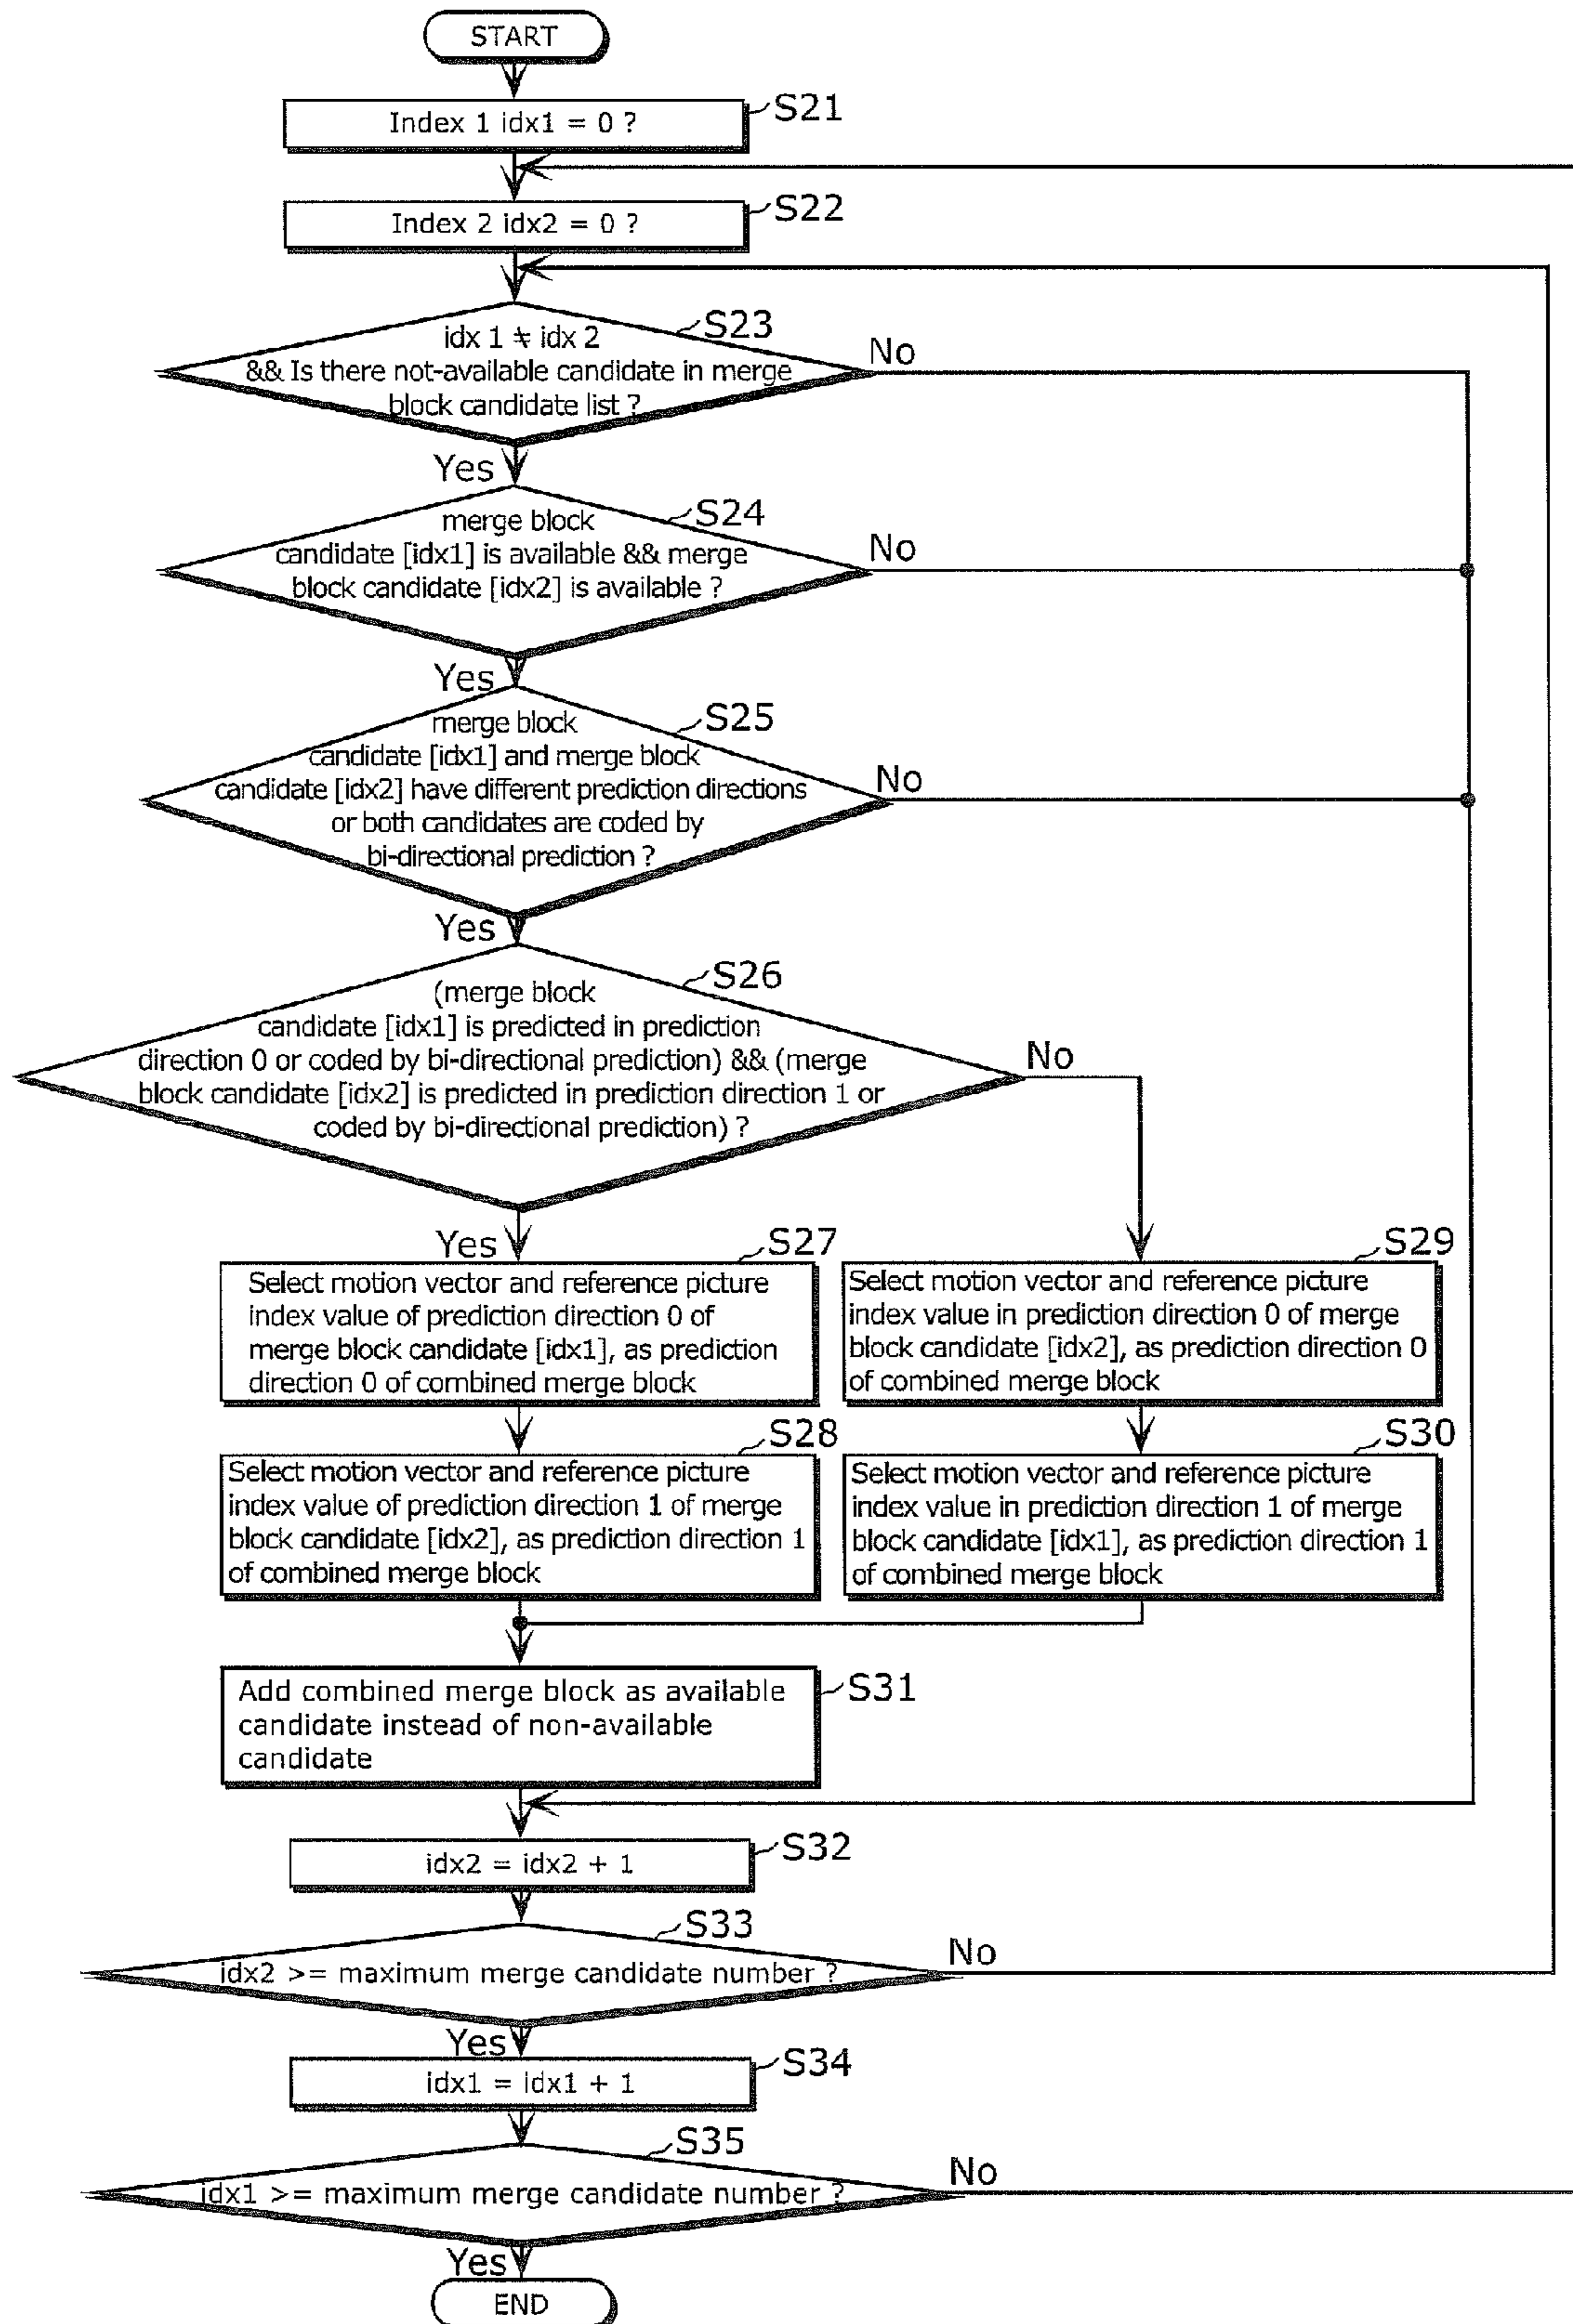 START
Index 1 idx1 = 0 ?
S21
Index 2 idx2 = 0 ?
S22
S23
idx 1 ≠ idx 2
&& Is there not-available candidate in merge
block candidate list ?
No
Yes
S24
merge block
candidate [idx1] is available && merge
block candidate [idx2] is available ?
No
Yes
S25
merge block
candidate [idx1] and merge block
candidate [idx2] have different prediction directions
or both candidates are coded by
bi-directional prediction ?
No
Yes
S26
(merge block
candidate [idx1] is predicted in prediction
direction 0 or coded by bi-directional prediction) && (merge
block candidate [idx2] is predicted in prediction direction 1 or
coded by bi-directional prediction) ?
No
Yes
S27
Select motion vector and reference picture
index value of prediction direction 0 of
merge block candidate [idx1], as prediction
direction 0 of combined merge block
S29
Select motion vector and reference picture
index value in prediction direction 0 of merge
block candidate [idx2], as prediction direction 0
of combined merge block
S28
Select motion vector and reference picture
index value of prediction direction 1 of merge
block candidate [idx2], as prediction direction 1
of combined merge block
S30
Select motion vector and reference picture
index value in prediction direction 1 of merge
block candidate [idx1], as prediction direction 1
of combined merge block
S31
Add combined merge block as available
candidate instead of non-available
candidate
S32
idx2 = idx2 + 1
S33
idx2 >= maximum merge candidate number ?
No
Yes
S34
idx1 = idx1 + 1
S35
idx1 >= maximum merge candidate number ?
No
Yes
END